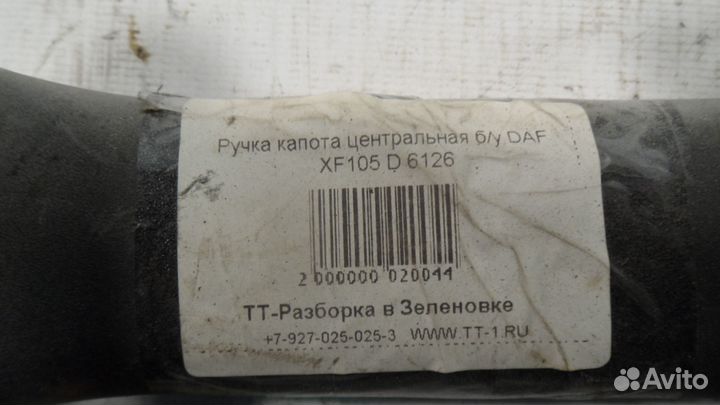 Ручка капота центральная б/у DAF
XF105 D 6126
2 000000 020044
ТТ-Разборка в Зеленовке
+7-927-025-025-3 WWW.TT-1.RU
Avito